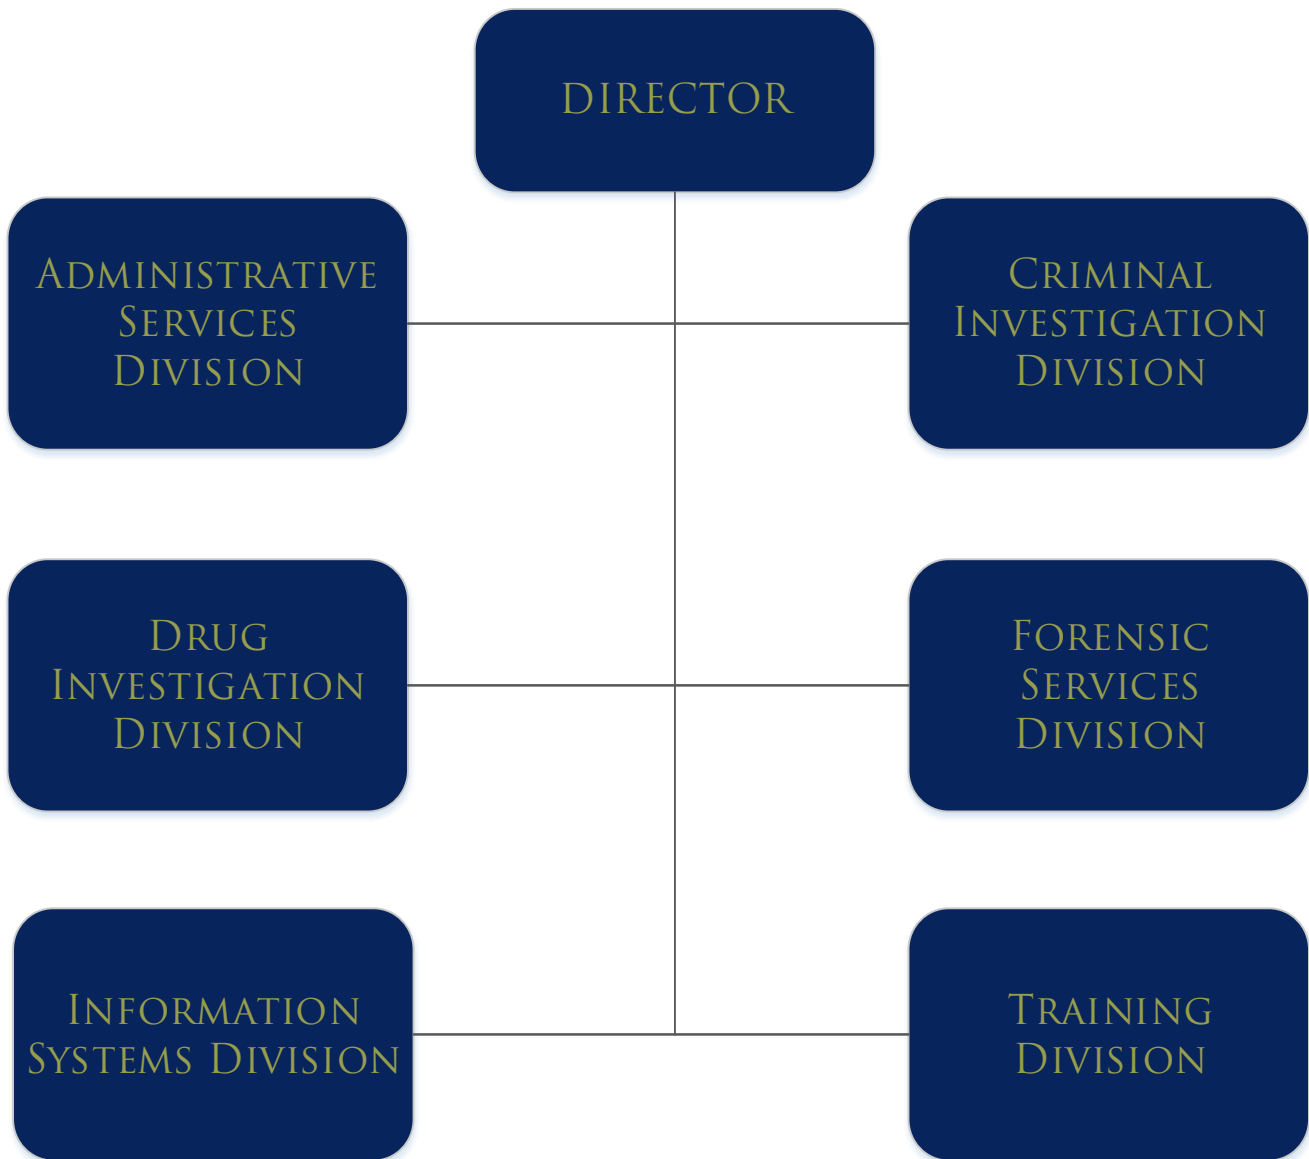 DIRECTOR
ADMINISTRATIVE
SERVICES
DIVISION
CRIMINAL
INVESTIGATION
DIVISION
DRUG
INVESTIGATION
DIVISION
FORENSIC
SERVICES
DIVISION
INFORMATION
SYSTEMS DIVISION
TRAINING
DIVISION